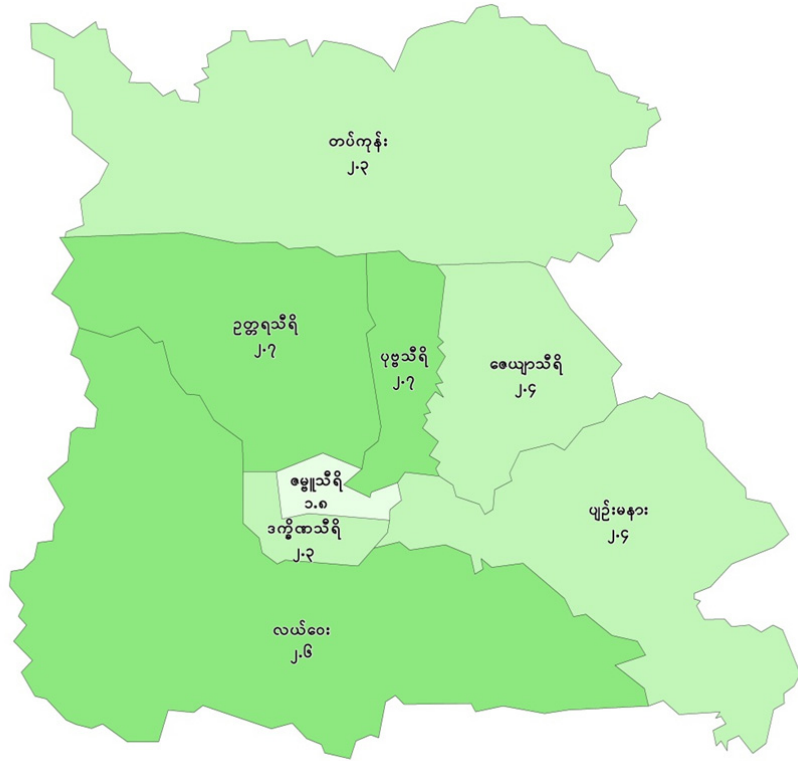 တပ်ကုန်း
၂.၃
ဥတ္တရသီရိ
၂.၇
ပုဗ္ဗသီရိ
၂.၇
ဇေယျာသီရိ
၂.၄
ဇမ္ဗူသီရိ
၁.၈
ဒက္ခိဏသီရိ
၂.၃
ပျဉ်းမနား
၂.၄
လယ်ဝေး
၂.၆